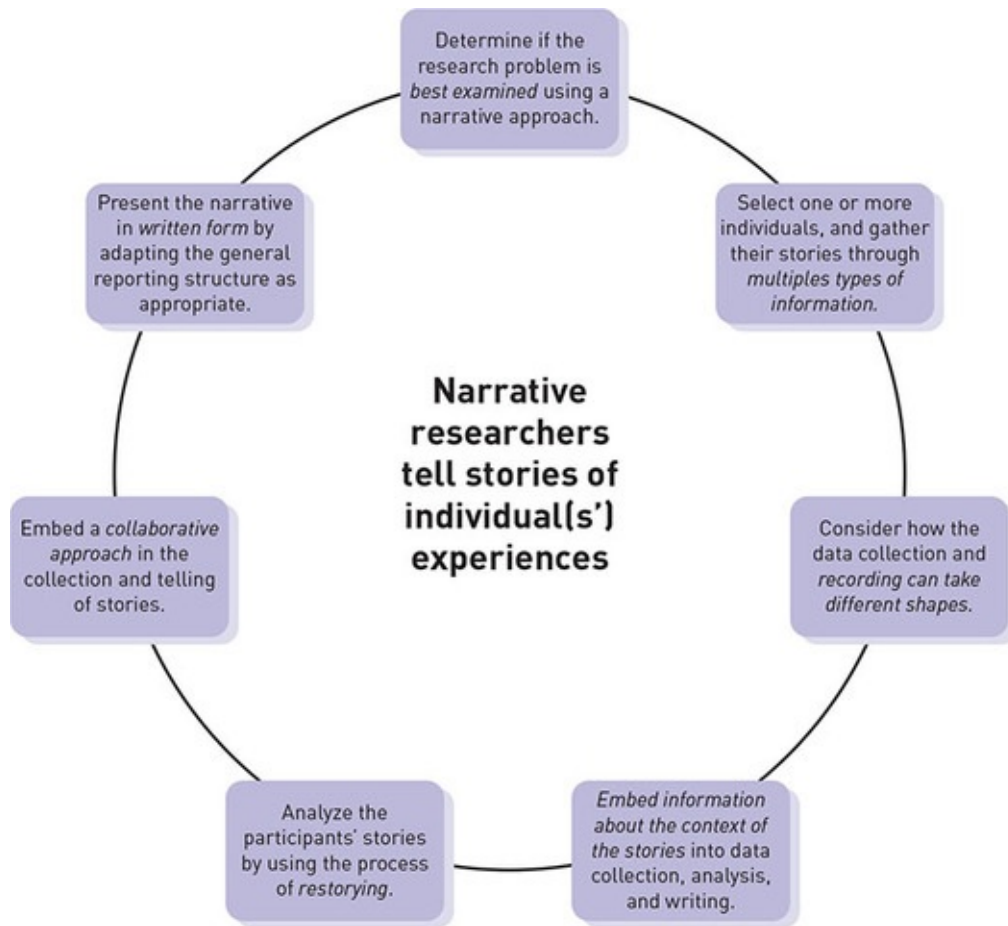 Determine if the
research problem is
best examined using a
narrative approach.
Select one or more
individuals, and gather
their stories through
multiples types of
information.
Consider how the
data collection and
recording can take
different shapes.
Embed information
about the context of
the stories into data
collection, analysis,
and writing.
Analyze the
participants’ stories
by using the process
of restorying.
Embed a collaborative
approach in the
collection and telling
of stories.
Present the narrative
in written form by
adapting the general
reporting structure as
appropriate.
Narrative
researchers
tell stories of
individual(s’)
experiences